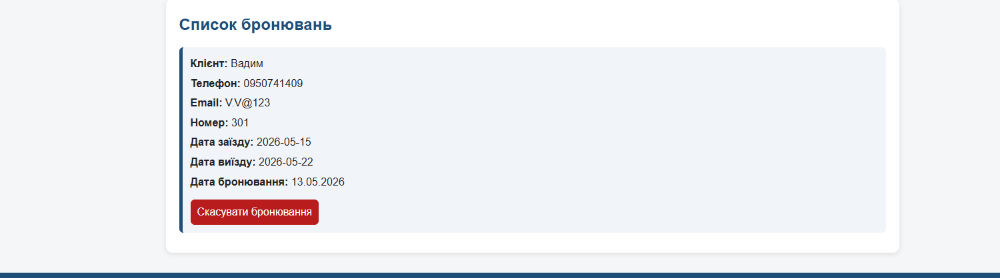 Список бронювань
Клієнт: Вадим
Телефон: 0950741409
Email: V.V@123
Номер: 301
Дата заїзду: 2026-05-15
Дата виїзду: 2026-05-22
Дата бронювання: 13.05.2026
Скасувати бронювання